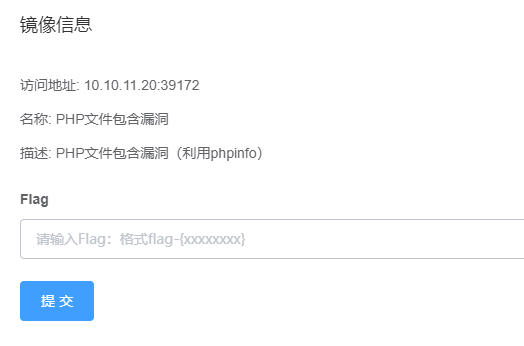 镜像信息
访问地址: 10.10.11.20:39172
名称: PHP文件包含漏洞
描述: PHP文件包含漏洞（利用phpinfo）
Flag
请输入Flag：格式flag-{xxxxxxxx}
提 交